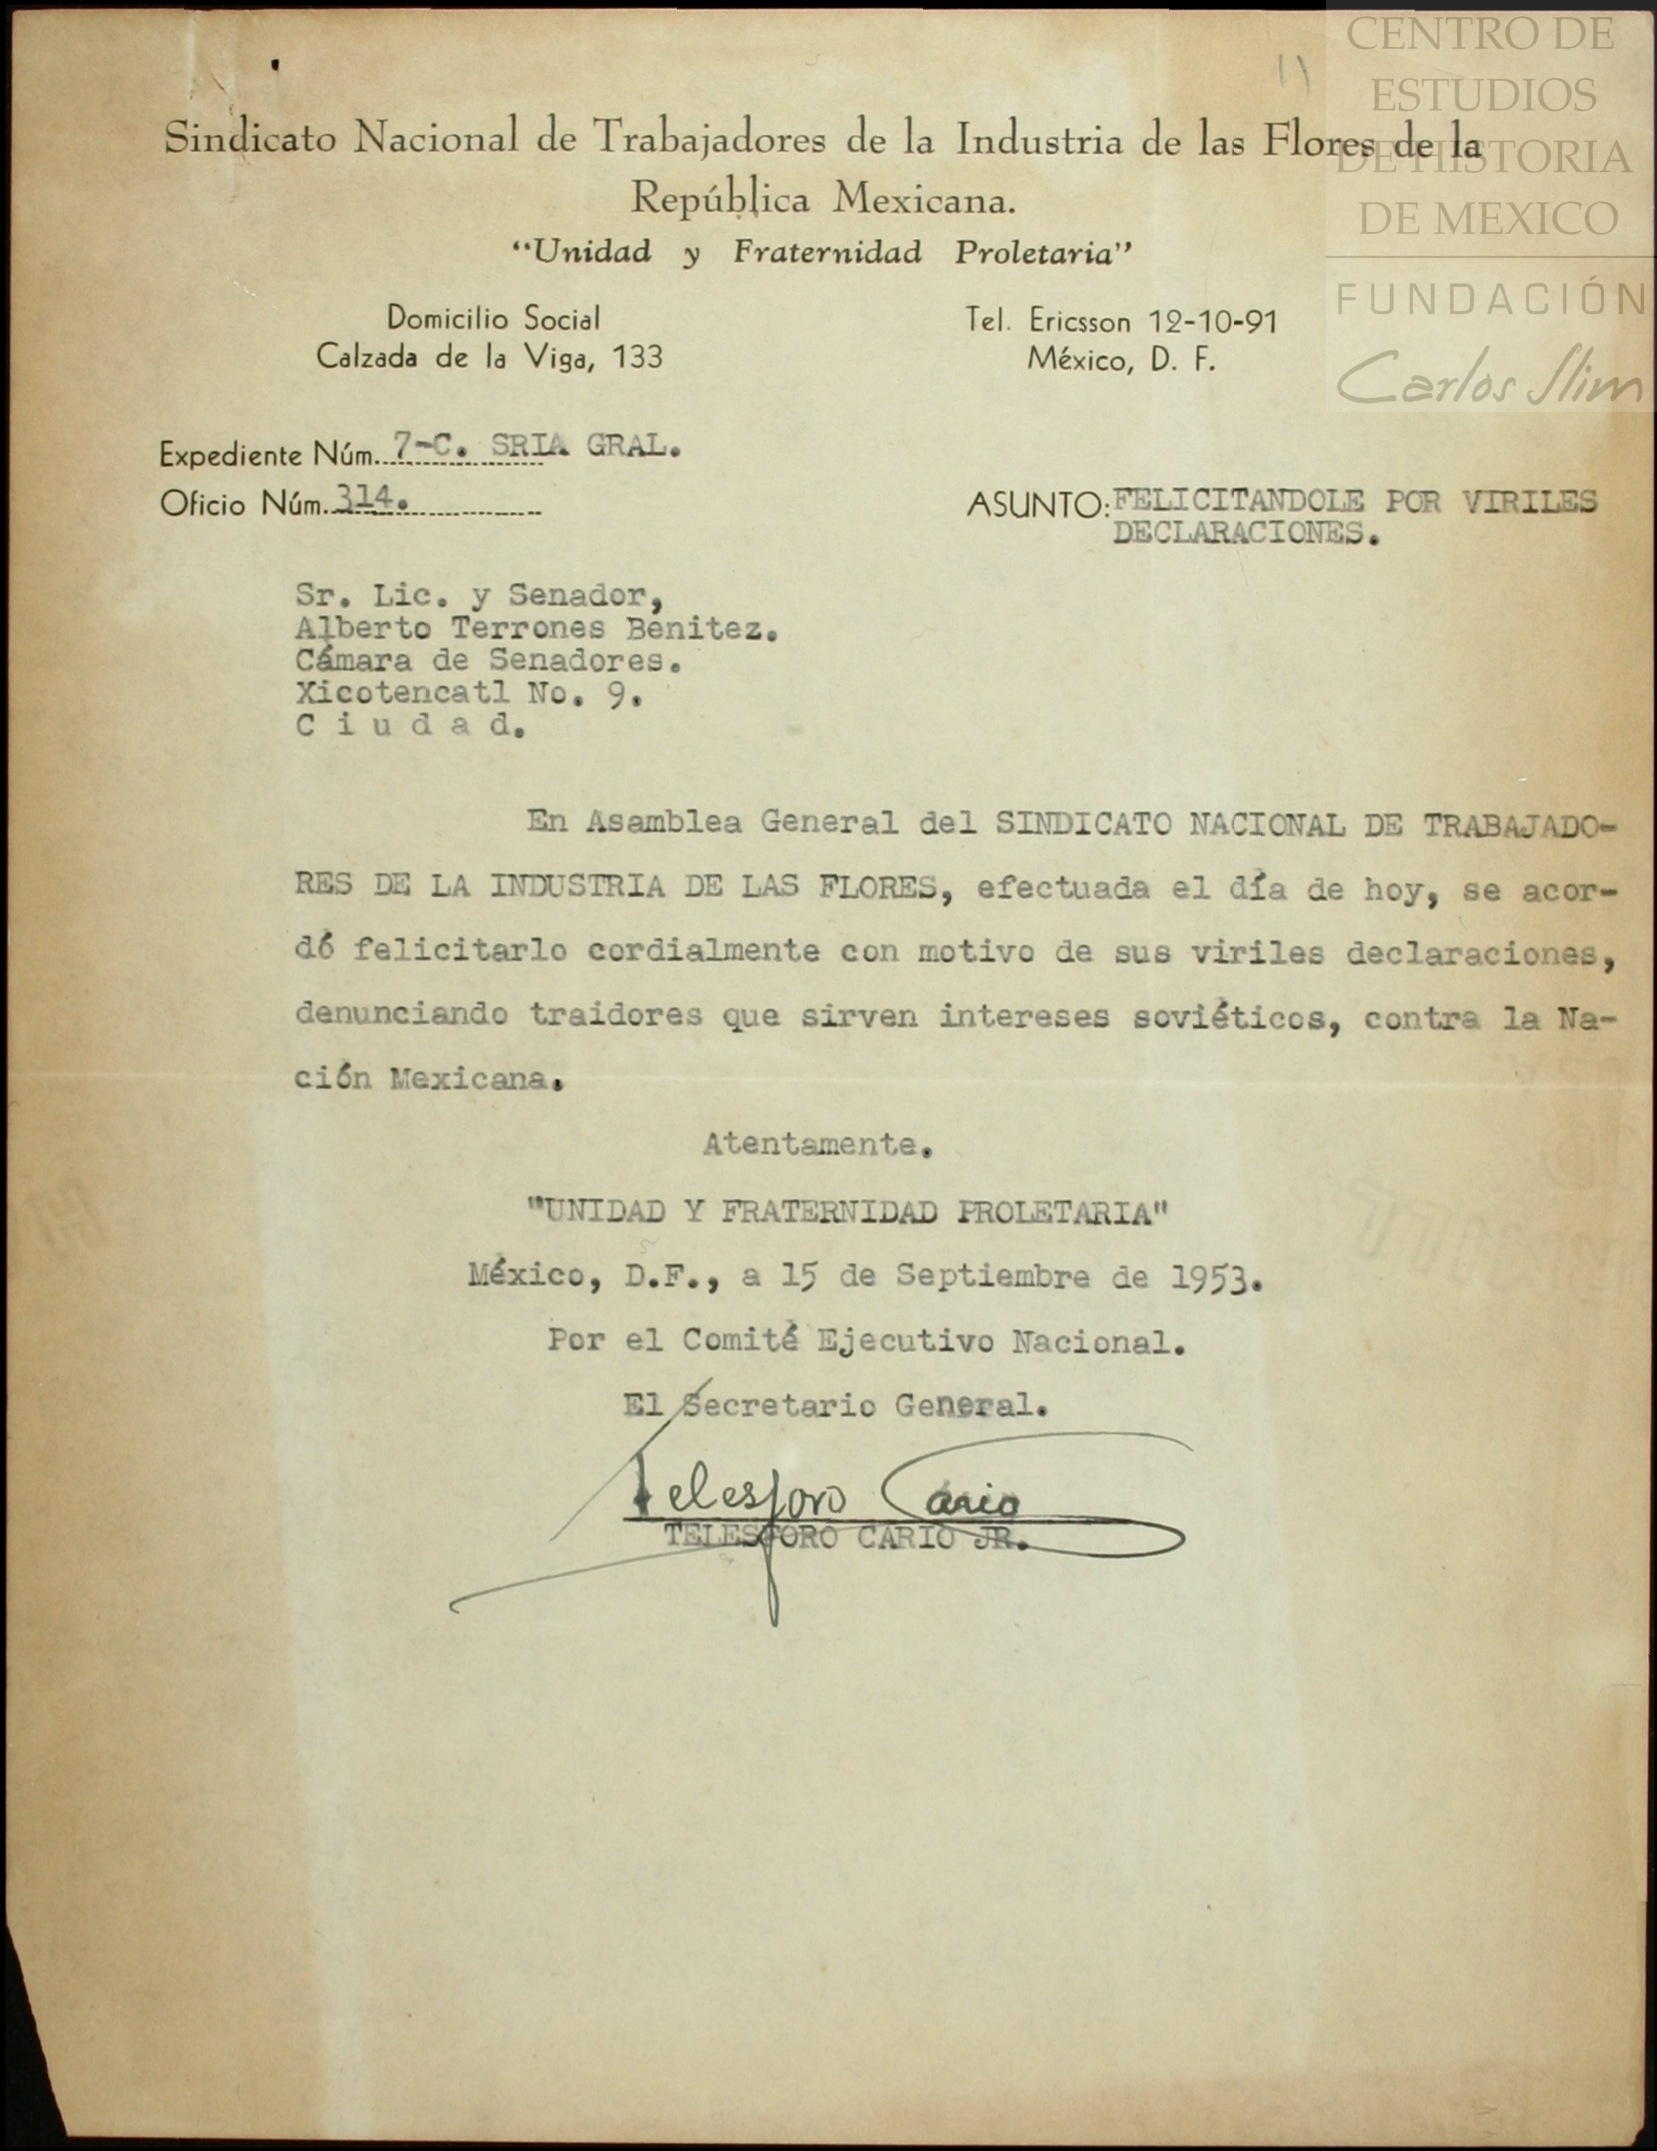 CENTRO DE
ESTUDIOS
DE HISTORIA
DE MEXICO
FUNDACIÓN
Carlos Slim
11
Sindicato Nacional de Trabajadores de la Industria de las Flores de la
República Mexicana.
“Unidad y Fraternidad Proletaria”
Domicilio Social
Calzada de la Viga, 133
Tel. Ericsson 12-10-91
México, D. F.
Expediente Núm. 7-C. SRIA GRAL.
Oficio Núm. 314.
ASUNTO: FELICITANDOLE POR VIRILES
DECLARACIONES.
Sr. Lic. y Senador,
Alberto Terrones Benitez.
Cámara de Senadores.
Xicotencatl No. 9.
C i u d a d.
En Asamblea General del SINDICATO NACIONAL DE TRABAJADO-
RES DE LA INDUSTRIA DE LAS FLORES, efectuada el día de hoy, se acor-
dó felicitarlo cordialmente con motivo de sus viriles declaraciones,
denunciando traidores que sirven intereses soviéticos, contra la Na-
ción Mexicana.
Atentamente.
"UNIDAD Y FRATERNIDAD PROLETARIA"
México, D.F., a 15 de Septiembre de 1953.
Por el Comité Ejecutivo Nacional.
El Secretario General.
Telesforo Cario
TELESFORO CARIO JR.